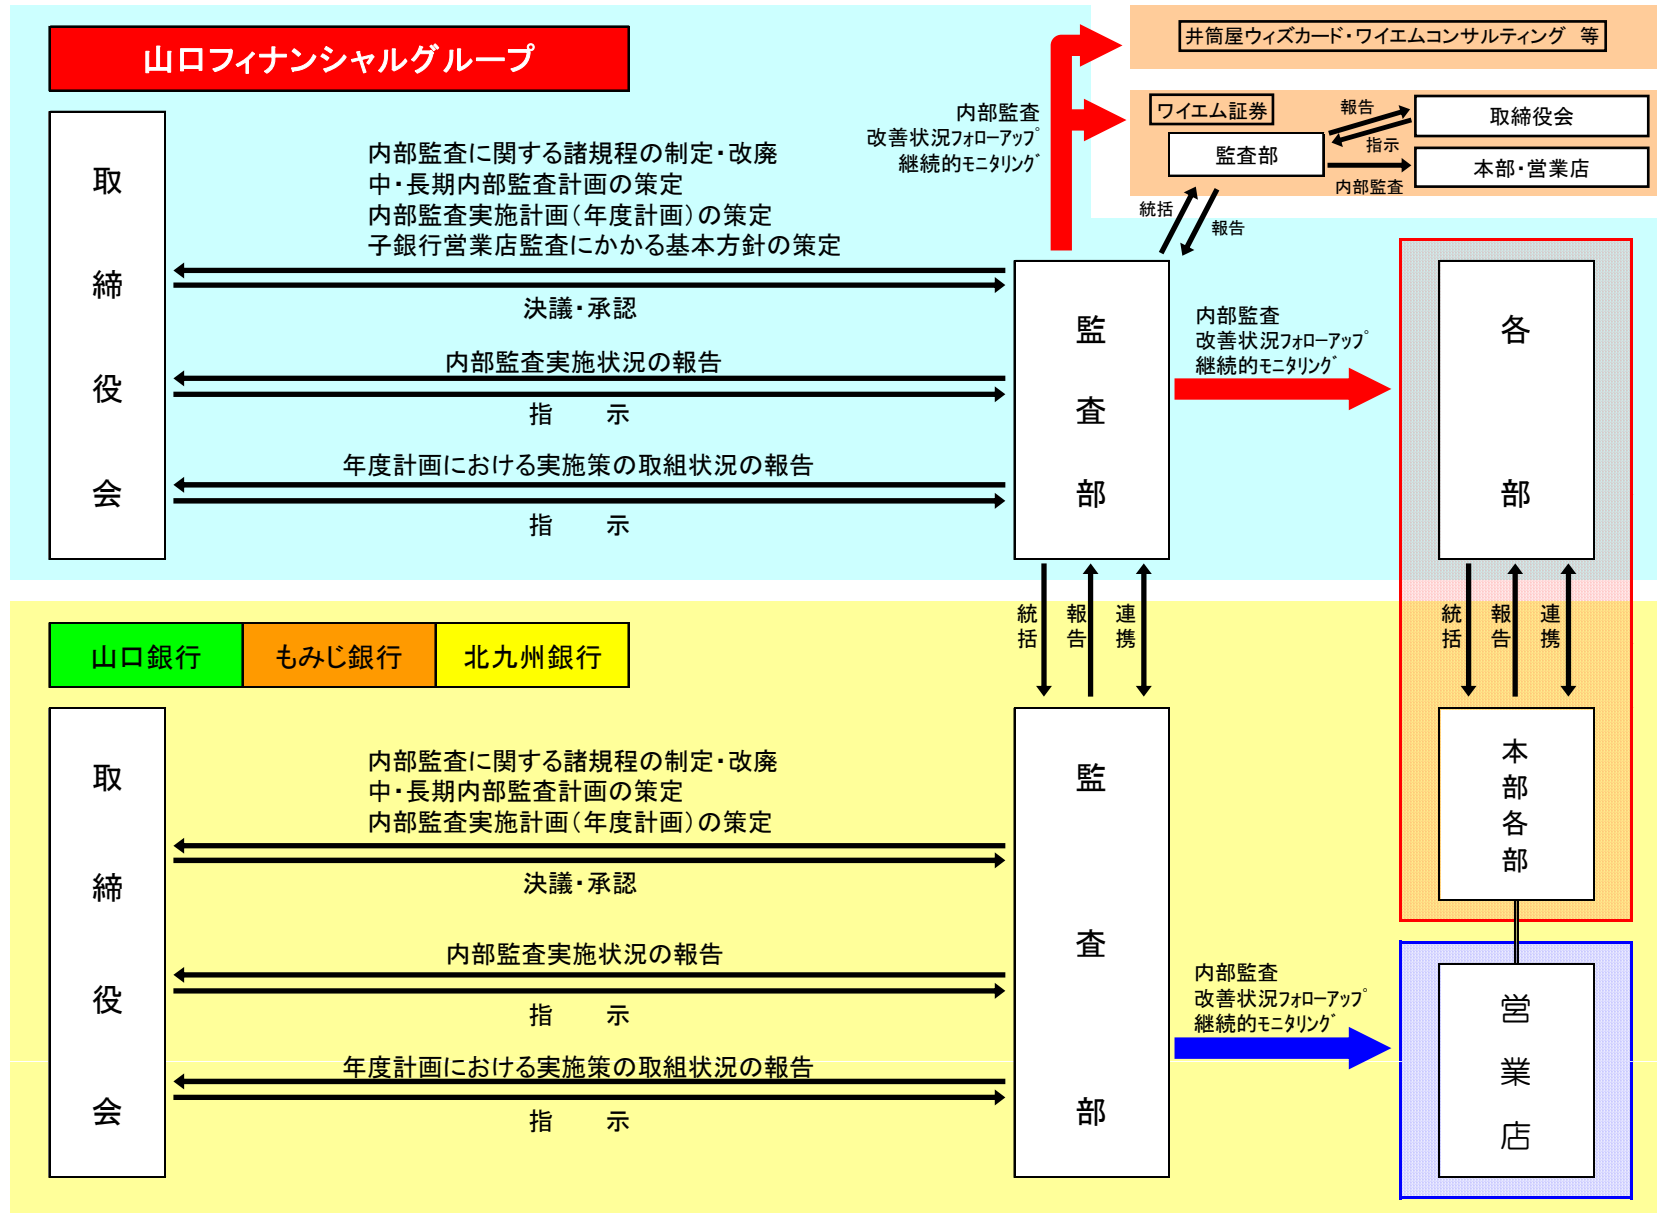 山口フィナンシャルグループ
井筒屋ウィズカード・ワイエムコンサルティング 等
ワイエム証券
監査部
報告
指示
取締役会
内部監査
本部・営業店
統括
報告
内部監査
改善状況フォローアップ
継続的モニタリング
取締役会
内部監査に関する諸規程の制定・改廃
中・長期内部監査計画の策定
内部監査実施計画(年度計画)の策定
子銀行営業店監査にかかる基本方針の策定
決議・承認
内部監査実施状況の報告
指 示
年度計画における実施策の取組状況の報告
指 示
監査部
内部監査
改善状況フォローアップ
継続的モニタリング
各部
統括
報告
連携
統括
報告
連携
山口銀行
もみじ銀行
北九州銀行
取締役会
内部監査に関する諸規程の制定・改廃
中・長期内部監査計画の策定
内部監査実施計画(年度計画)の策定
決議・承認
内部監査実施状況の報告
指 示
年度計画における実施策の取組状況の報告
指 示
監査部
内部監査
改善状況フォローアップ
継続的モニタリング
本部各部
営業店